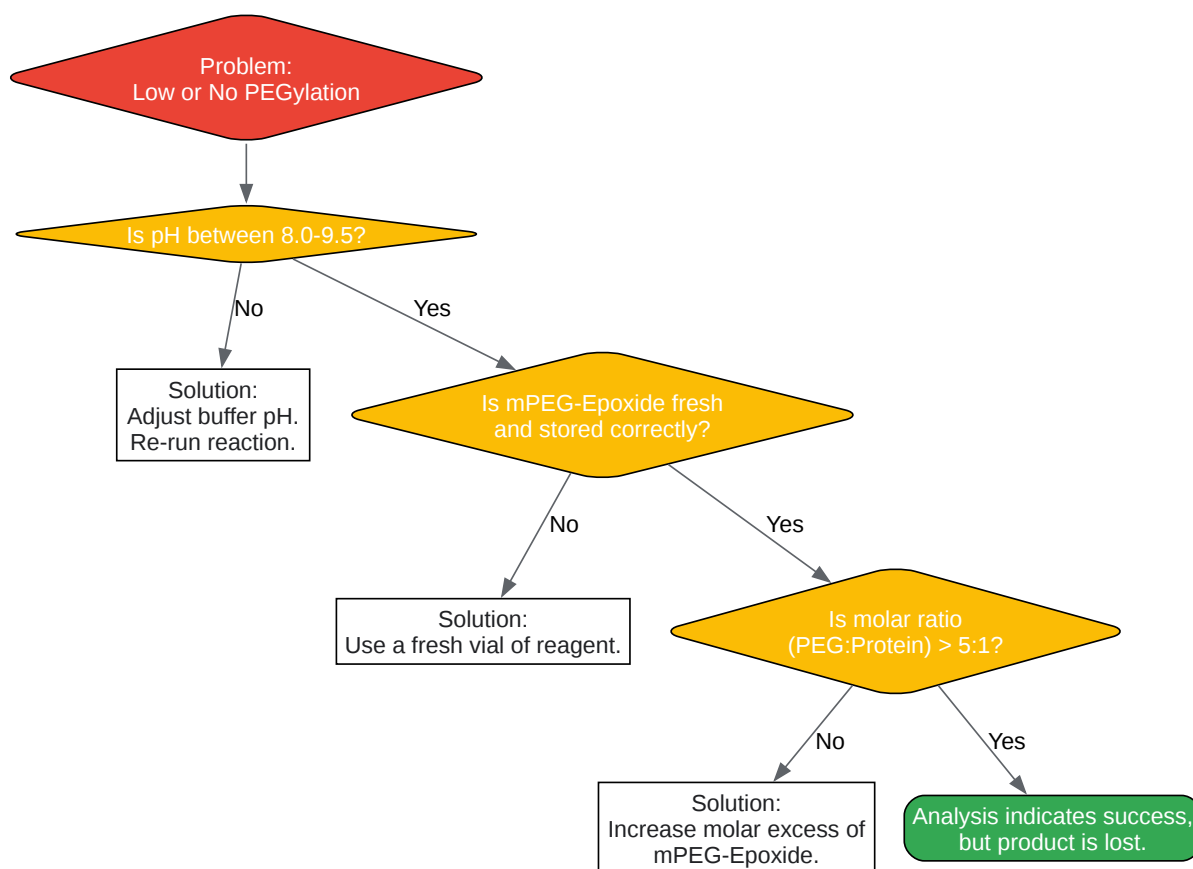 Problem:
Low or No PEGylation
Is pH between 8.0-9.5?
No
Yes
Solution:
Adjust buffer pH.
Re-run reaction.
Is mPEG-Epoxide fresh
and stored correctly?
No
Yes
Solution:
Use a fresh vial of reagent.
Is molar ratio
(PEG:Protein) > 5:1?
No
Yes
Solution:
Increase molar excess of
mPEG-Epoxide.
Analysis indicates success,
but product is lost.